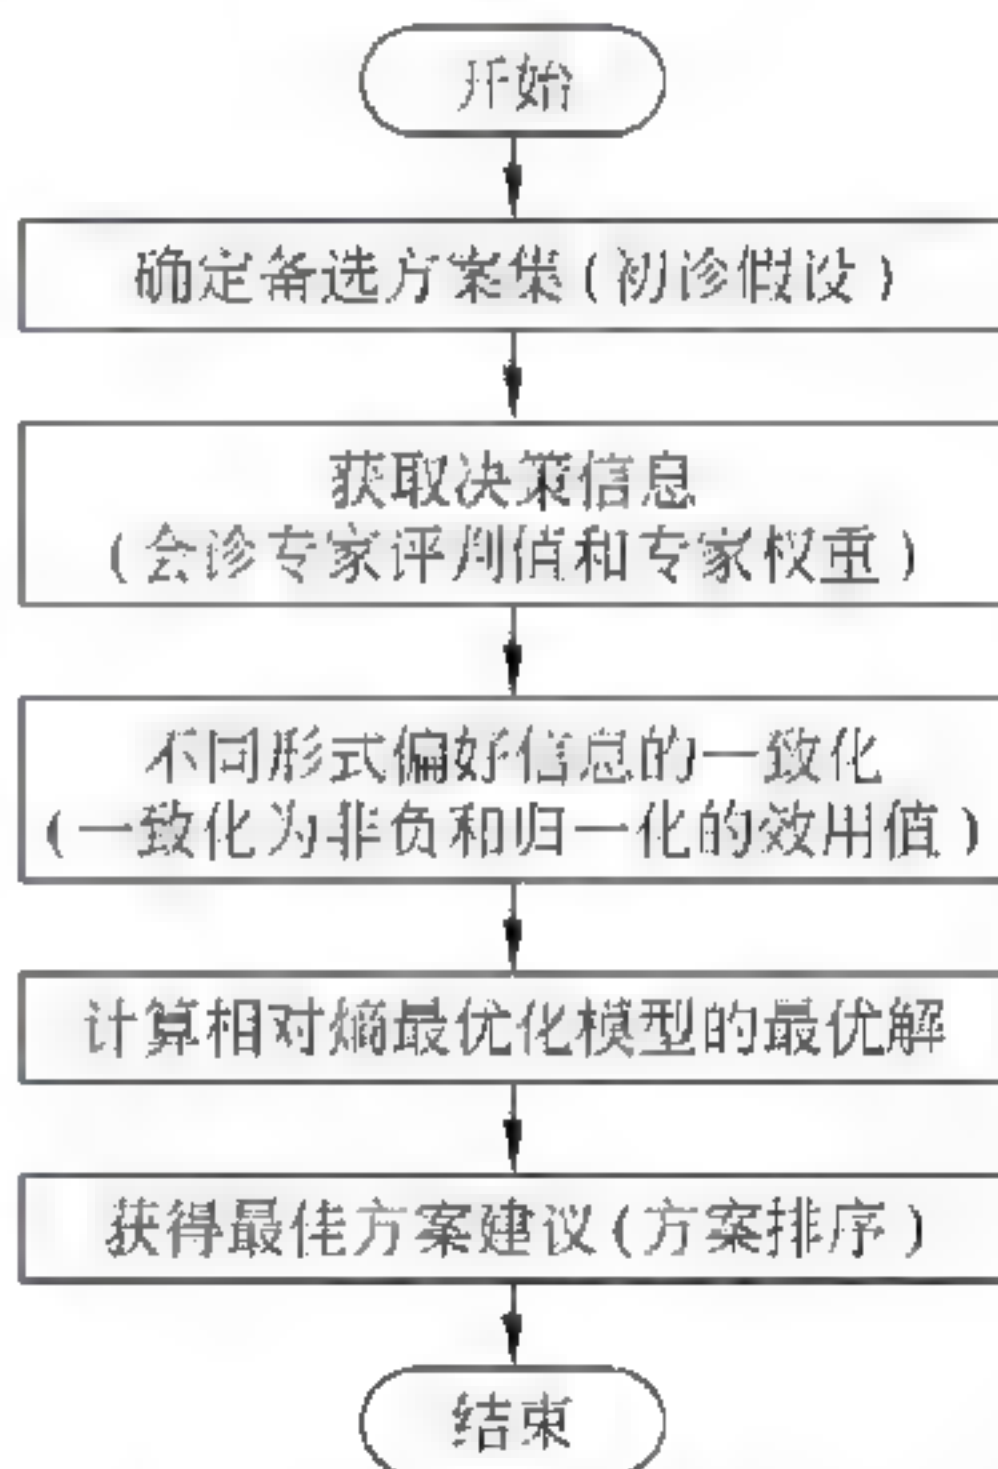 开始
确定备选方案集(初诊假设)
获取决策信息
(会诊专家评判值和专家权重)
不同形式偏好信息的一致化
(一致化为非负和归一化的效用值)
计算相对熵最优化模型的最优解
获得最佳方案建议(方案排序)
结束